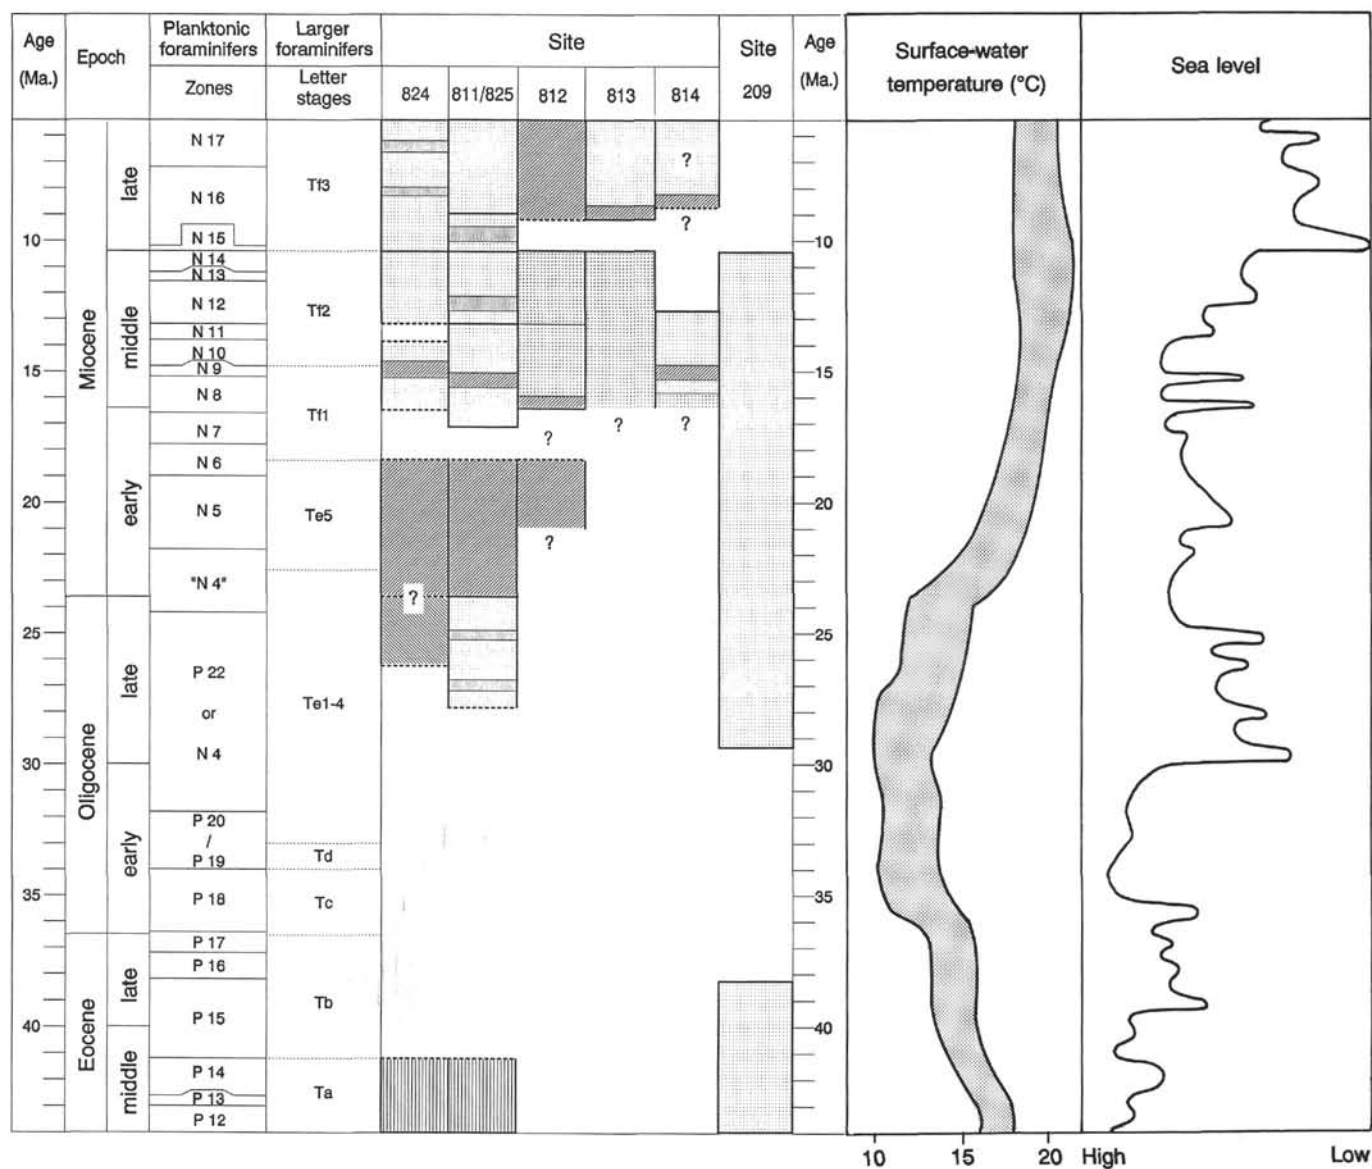 Age
(Ma.)
Epoch
Planktonic
foraminifers
Zones
Larger
foraminifers
Letter
stages
Site
824
811/825
812
813
814
Site
209
Age
(Ma.)
Surface-water
temperature (°C)
Sea level
10
15
20
25
30
35
40
Miocene
Oligocene
Eocene
late
middle
early
late
early
late
middle
N 17
N 16
N 15
N 14
N 13
N 12
N 11
N 10
N 9
N 8
N 7
N 6
N 5
"N 4"
P 22
or
N 4
P 20
/
P 19
P 18
P 17
P 16
P 15
P 14
P 13
P 12
Tf3
Tf2
Tf1
Te5
Te1-4
Td
Tc
Tb
Ta
?
?
?
?
?
?
?
10
15
20
25
30
35
40
10 15 20
High Low